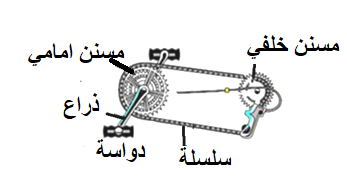 مسنن خلفي
مسنن امامي
ذراع
دواسة
سلسلة